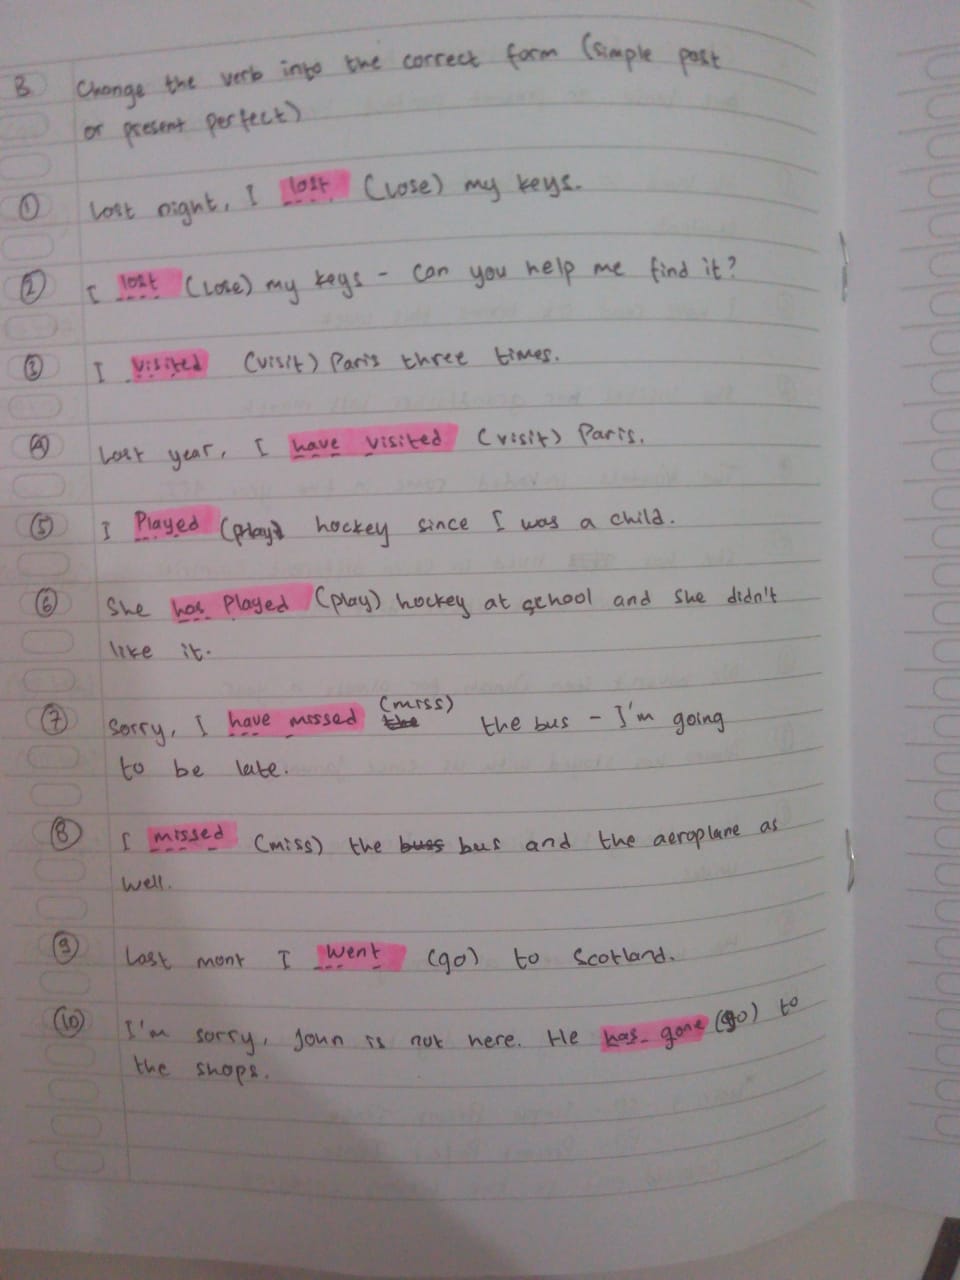 B Change the verb into the correct form (simple past
or present perfect)
① Last night, I lost (lose) my keys.
② I lost (Lose) my keys - can you help me find it?
③ I visited (visit) Paris three times.
④ Last year, I have visited (visit) Paris.
⑤ I Played (play) hockey since I was a child.
⑥ She has Played (play) hockey at school and she didn't
like it.
⑦ Sorry, I have missed (miss) the bus - I'm going
to be late.
⑧ I missed (miss) the bus and the aeroplane as
well.
⑨ Last mont I went (go) to Scotland.
⑩ I'm sorry, John is not here. He has gone (go) to
the shops.